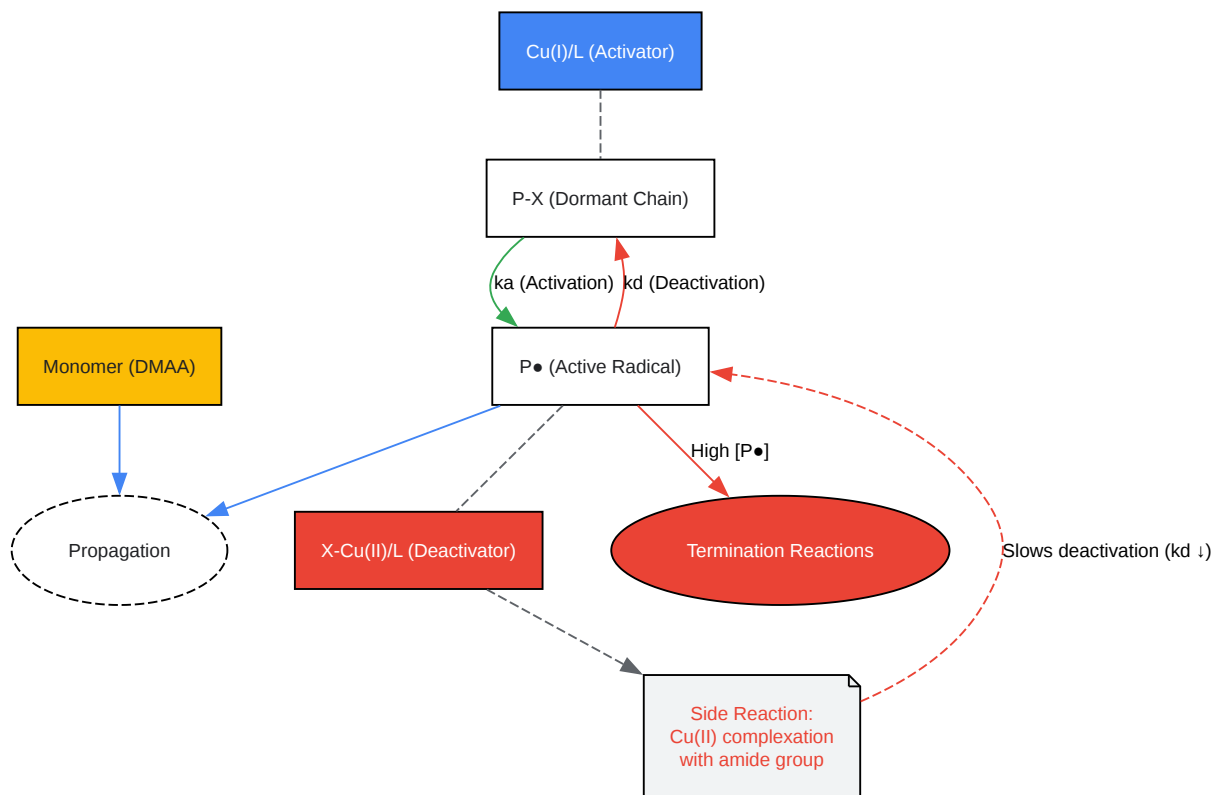 Cu(I)/L (Activator)
P-X (Dormant Chain)
ka (Activation)
kd (Deactivation)
Monomer (DMAA)
P● (Active Radical)
High [P●]
Propagation
X-Cu(II)/L (Deactivator)
Termination Reactions
Slows deactivation (kd ↓)
Side Reaction:
Cu(II) complexation
with amide group